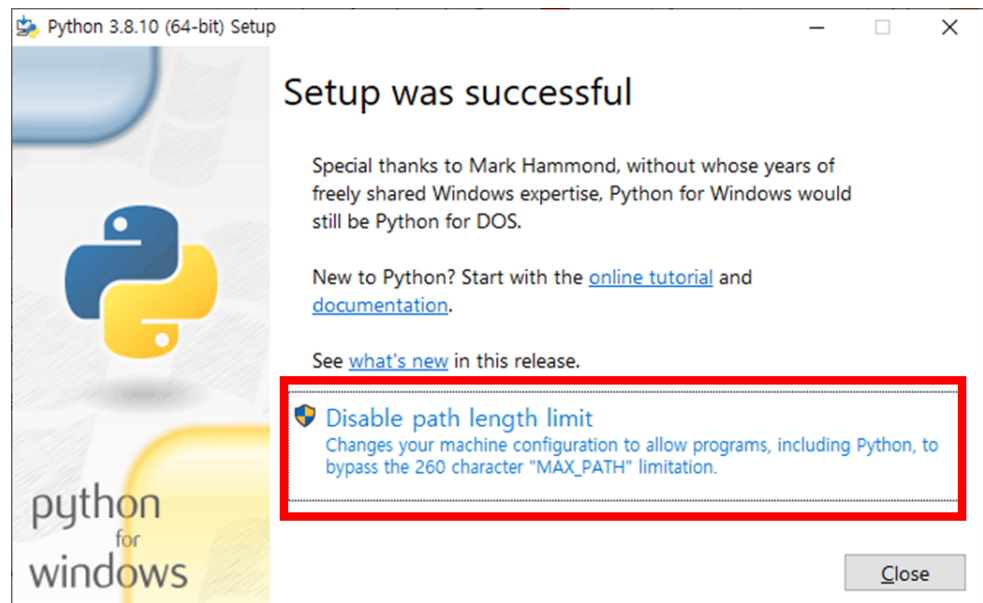 Python 3.8.10 (64-bit) Setup
Setup was successful
Special thanks to Mark Hammond, without whose years of
freely shared Windows expertise, Python for Windows would
still be Python for DOS.
New to Python? Start with the online tutorial and
documentation.
See what's new in this release.
Disable path length limit
Changes your machine configuration to allow programs, including Python, to
bypass the 260 character "MAX_PATH" limitation.
python
for
windows
Close